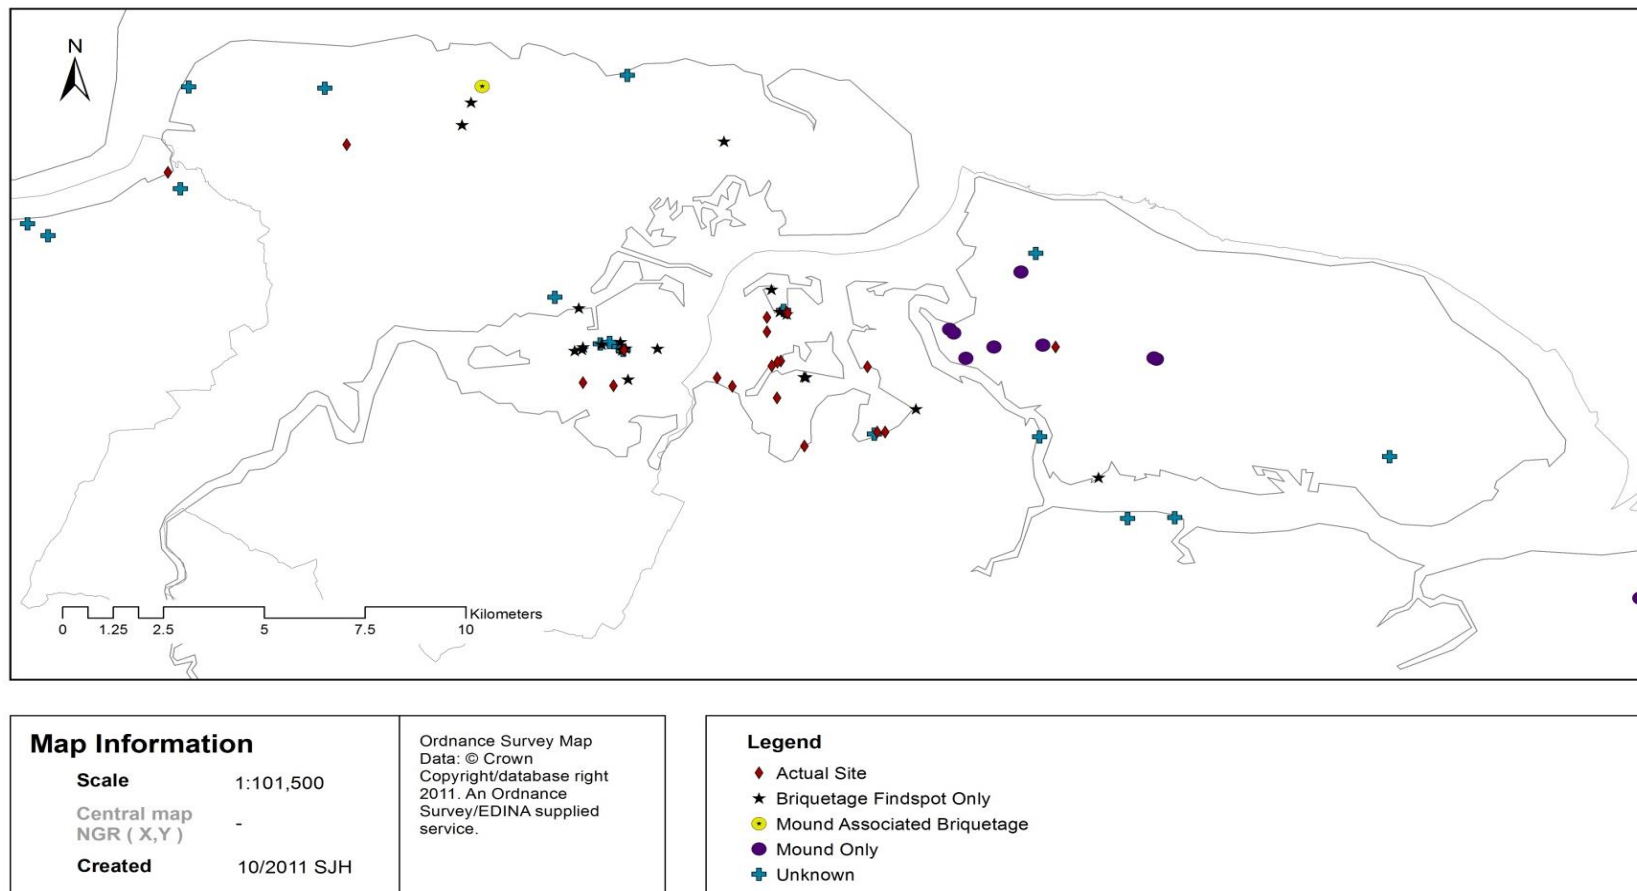 N
Kilometers
0 1.25 2.5 5 7.5 10
Map Information
Scale 1:101,500
Central map
NGR ( X,Y ) -
Created 10/2011 SJH
Ordnance Survey Map
Data: © Crown
Copyright/database right
2011. An Ordnance
Survey/EDINA supplied
service.
Legend
Actual Site
Briquetage Findspot Only
Mound Associated Briquetage
Mound Only
Unknown